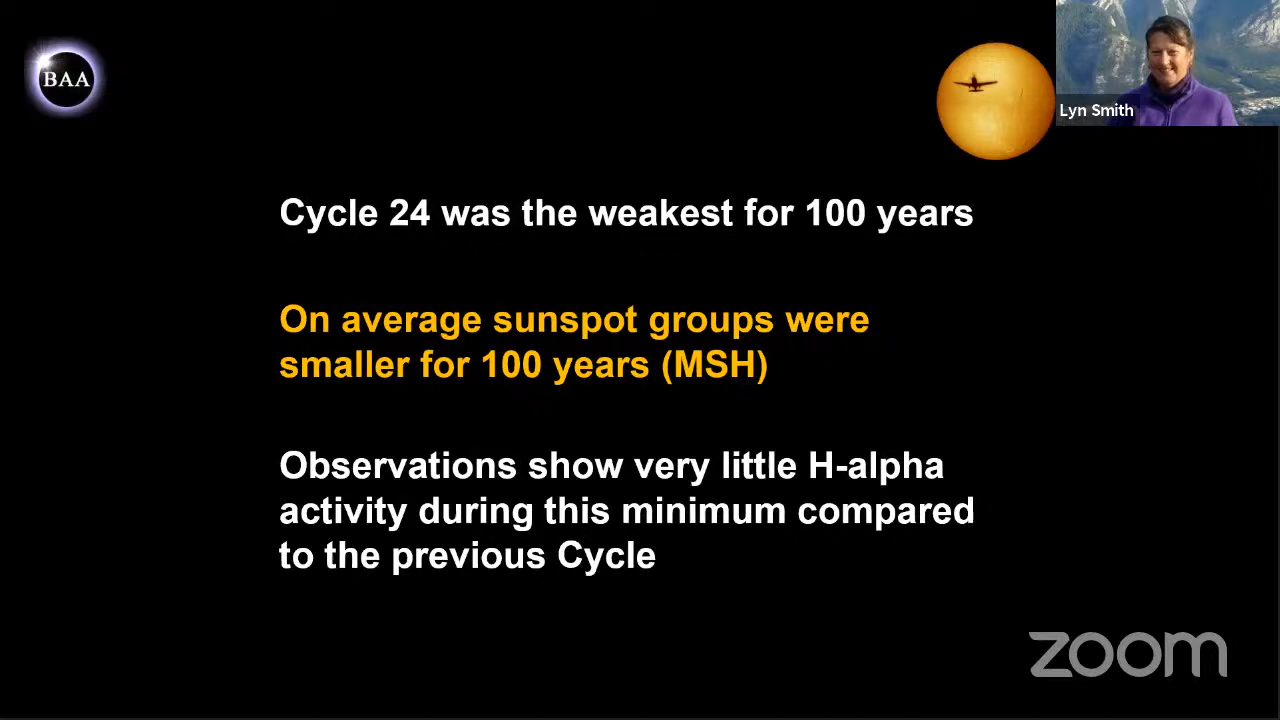 BAA
Lyn Smith
Cycle 24 was the weakest for 100 years
On average sunspot groups were
smaller for 100 years (MSH)
Observations show very little H-alpha
activity during this minimum compared
to the previous Cycle
zoom